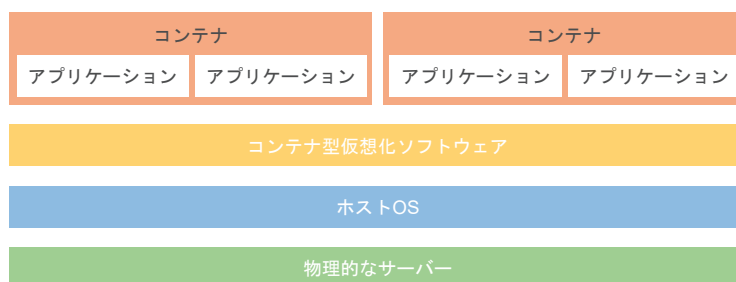 コンテナ コンテナ
アプリケーション アプリケーション アプリケーション アプリケーション
コンテナ型仮想化ソフトウェア
ホストOS
物理的なサーバー